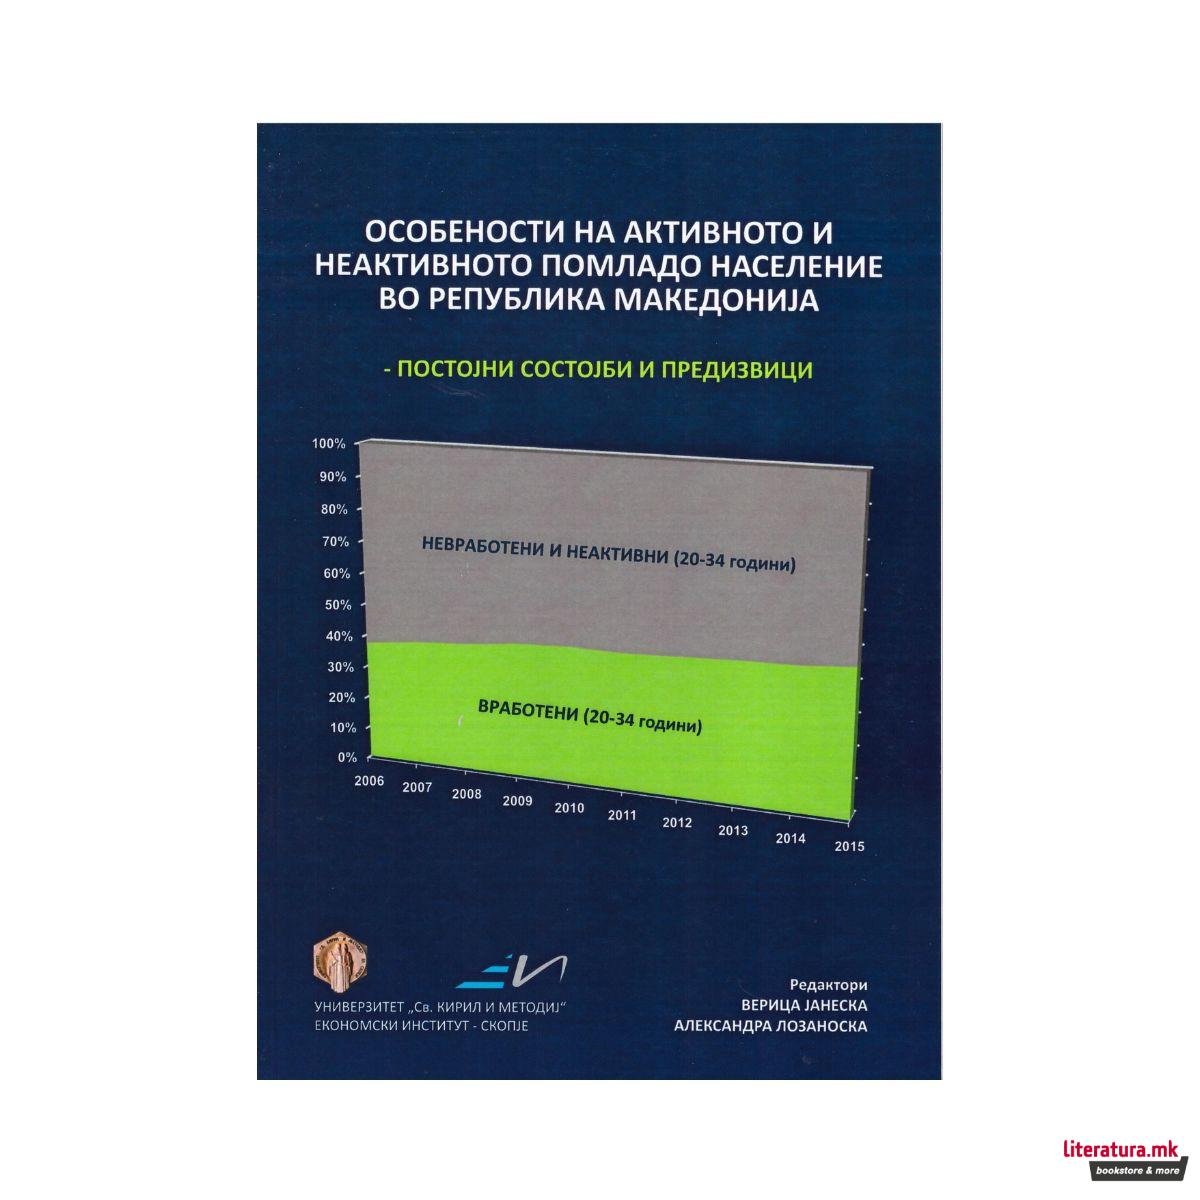 ОСОБЕНОСТИ НА АКТИВНОТО И
НЕАКТИВНОТО ПОМЛАДО НАСЕЛЕНИЕ
ВО РЕПУБЛИКА МАКЕДОНИЈА
- ПОСТОЈНИ СОСТОЈБИ И ПРЕДИЗВИЦИ
100%
90%
80%
70%
60%
50%
40%
30%
20%
10%
0%
НЕВРАБОТЕНИ И НЕАКТИВНИ (20-34 години)
ВРАБОТЕНИ (20-34 години)
2006 2007 2008 2009 2010 2011 2012 2013 2014 2015
УНИВЕРЗИТЕТ „Св. КИРИЛ И МЕТОДИЈ“
ЕКОНОМСКИ ИНСТИТУТ - СКОПЈЕ
Редактори
ВЕРИЦА ЈАНЕСКА
АЛЕКСАНДРА ЛОЗАНОСКА
literatura.mk
bookstore & more